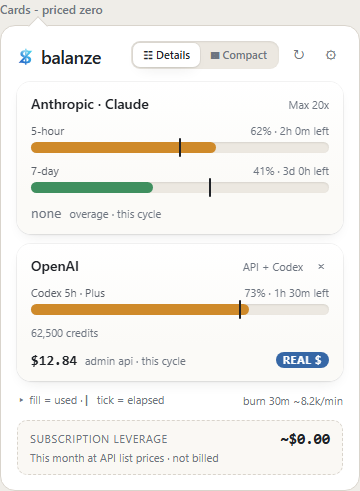 Cards - priced zero
balanze
Details
Compact
Anthropic · Claude
Max 20x
5-hour
62% · 2h 0m left
7-day
41% · 3d 0h left
none overage · this cycle
OpenAI
API + Codex ×
Codex 5h · Plus
73% · 1h 30m left
62,500 credits
$12.84 admin api · this cycle
REAL $
‣ fill = used · | tick = elapsed
burn 30m ~8.2k/min
SUBSCRIPTION LEVERAGE
~$0.00
This month at API list prices · not billed